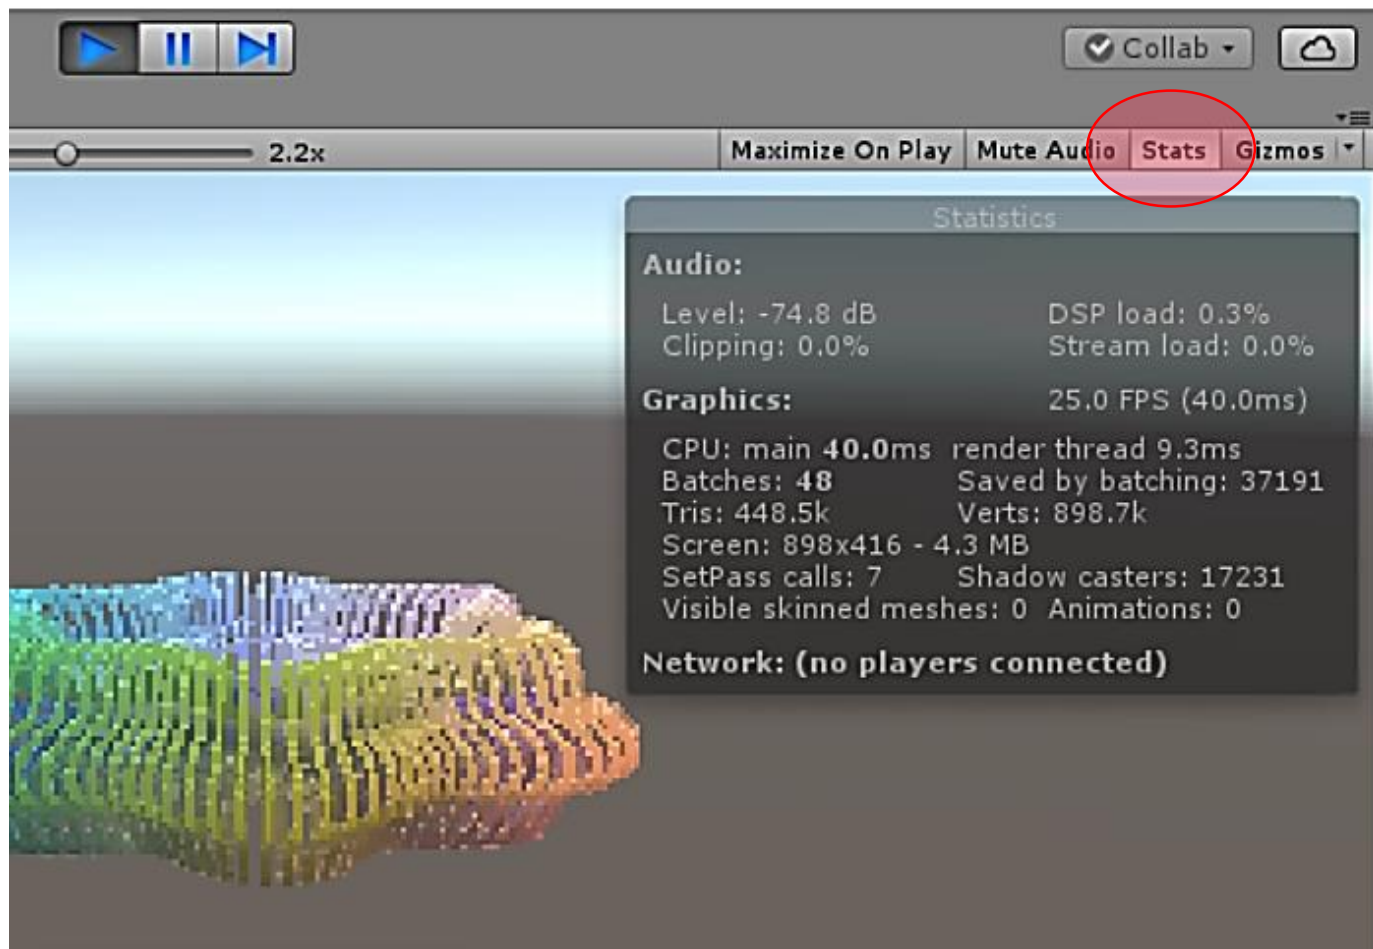 Collab
2.2x
Maximize On Play Mute Audio Stats Gizmos
Statistics
Audio:
Level: -74.8 dB DSP load: 0.3%
Clipping: 0.0% Stream load: 0.0%
Graphics: 25.0 FPS (40.0ms)
CPU: main 40.0ms render thread 9.3ms
Batches: 48 Saved by batching: 37191
Tris: 448.5k Verts: 898.7k
Screen: 898x416 - 4.3 MB
SetPass calls: 7 Shadow casters: 17231
Visible skinned meshes: 0 Animations: 0
Network: (no players connected)